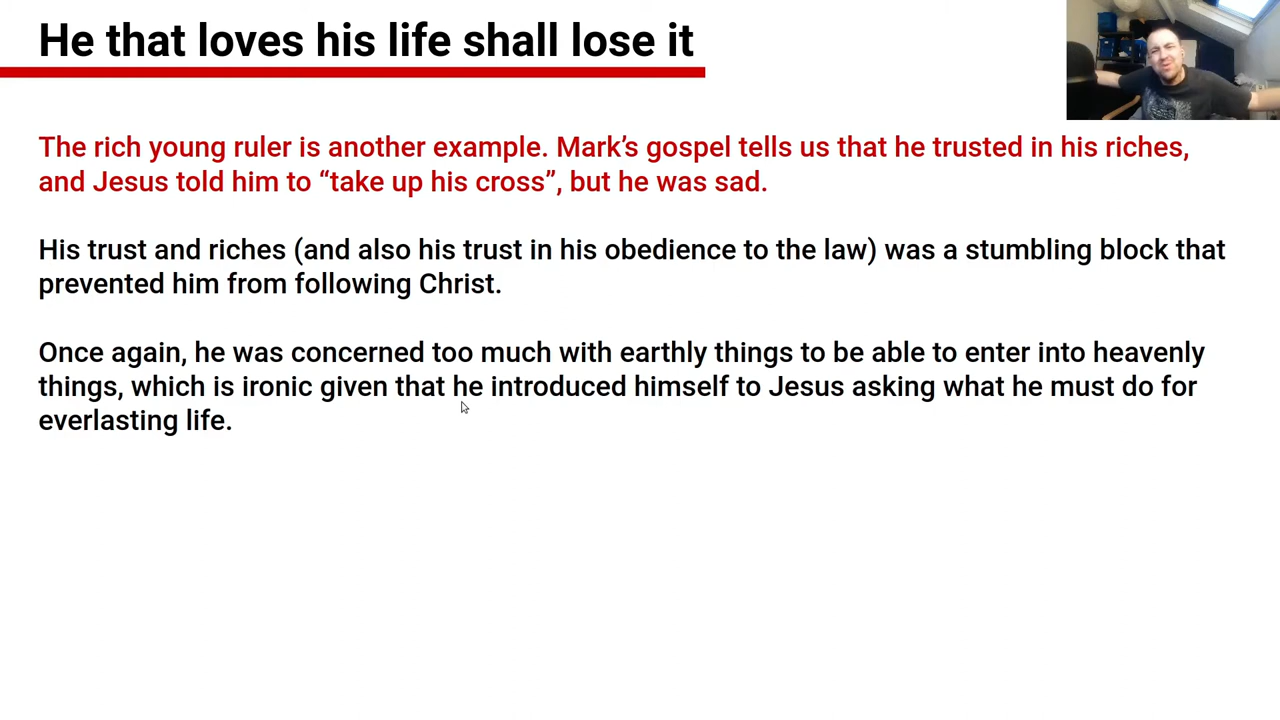 He that loves his life shall lose it
The rich young ruler is another example. Mark’s gospel tells us that he trusted in his riches,
and Jesus told him to “take up his cross”, but he was sad.
His trust and riches (and also his trust in his obedience to the law) was a stumbling block that
prevented him from following Christ.
Once again, he was concerned too much with earthly things to be able to enter into heavenly
things, which is ironic given that he introduced himself to Jesus asking what he must do for
everlasting life.